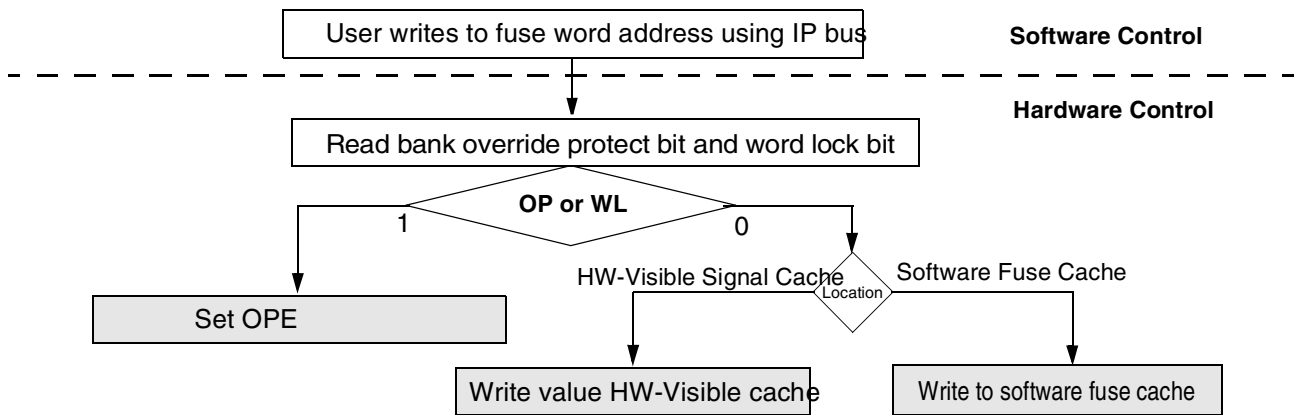 User writes to fuse word address using IP bus
Software Control
Hardware Control
Read bank override protect bit and word lock bit
OP or WL
1
0
HW-Visible Signal Cache
Software Fuse Cache
Location
Set OPE
Write value HW-Visible cache
Write to software fuse cache